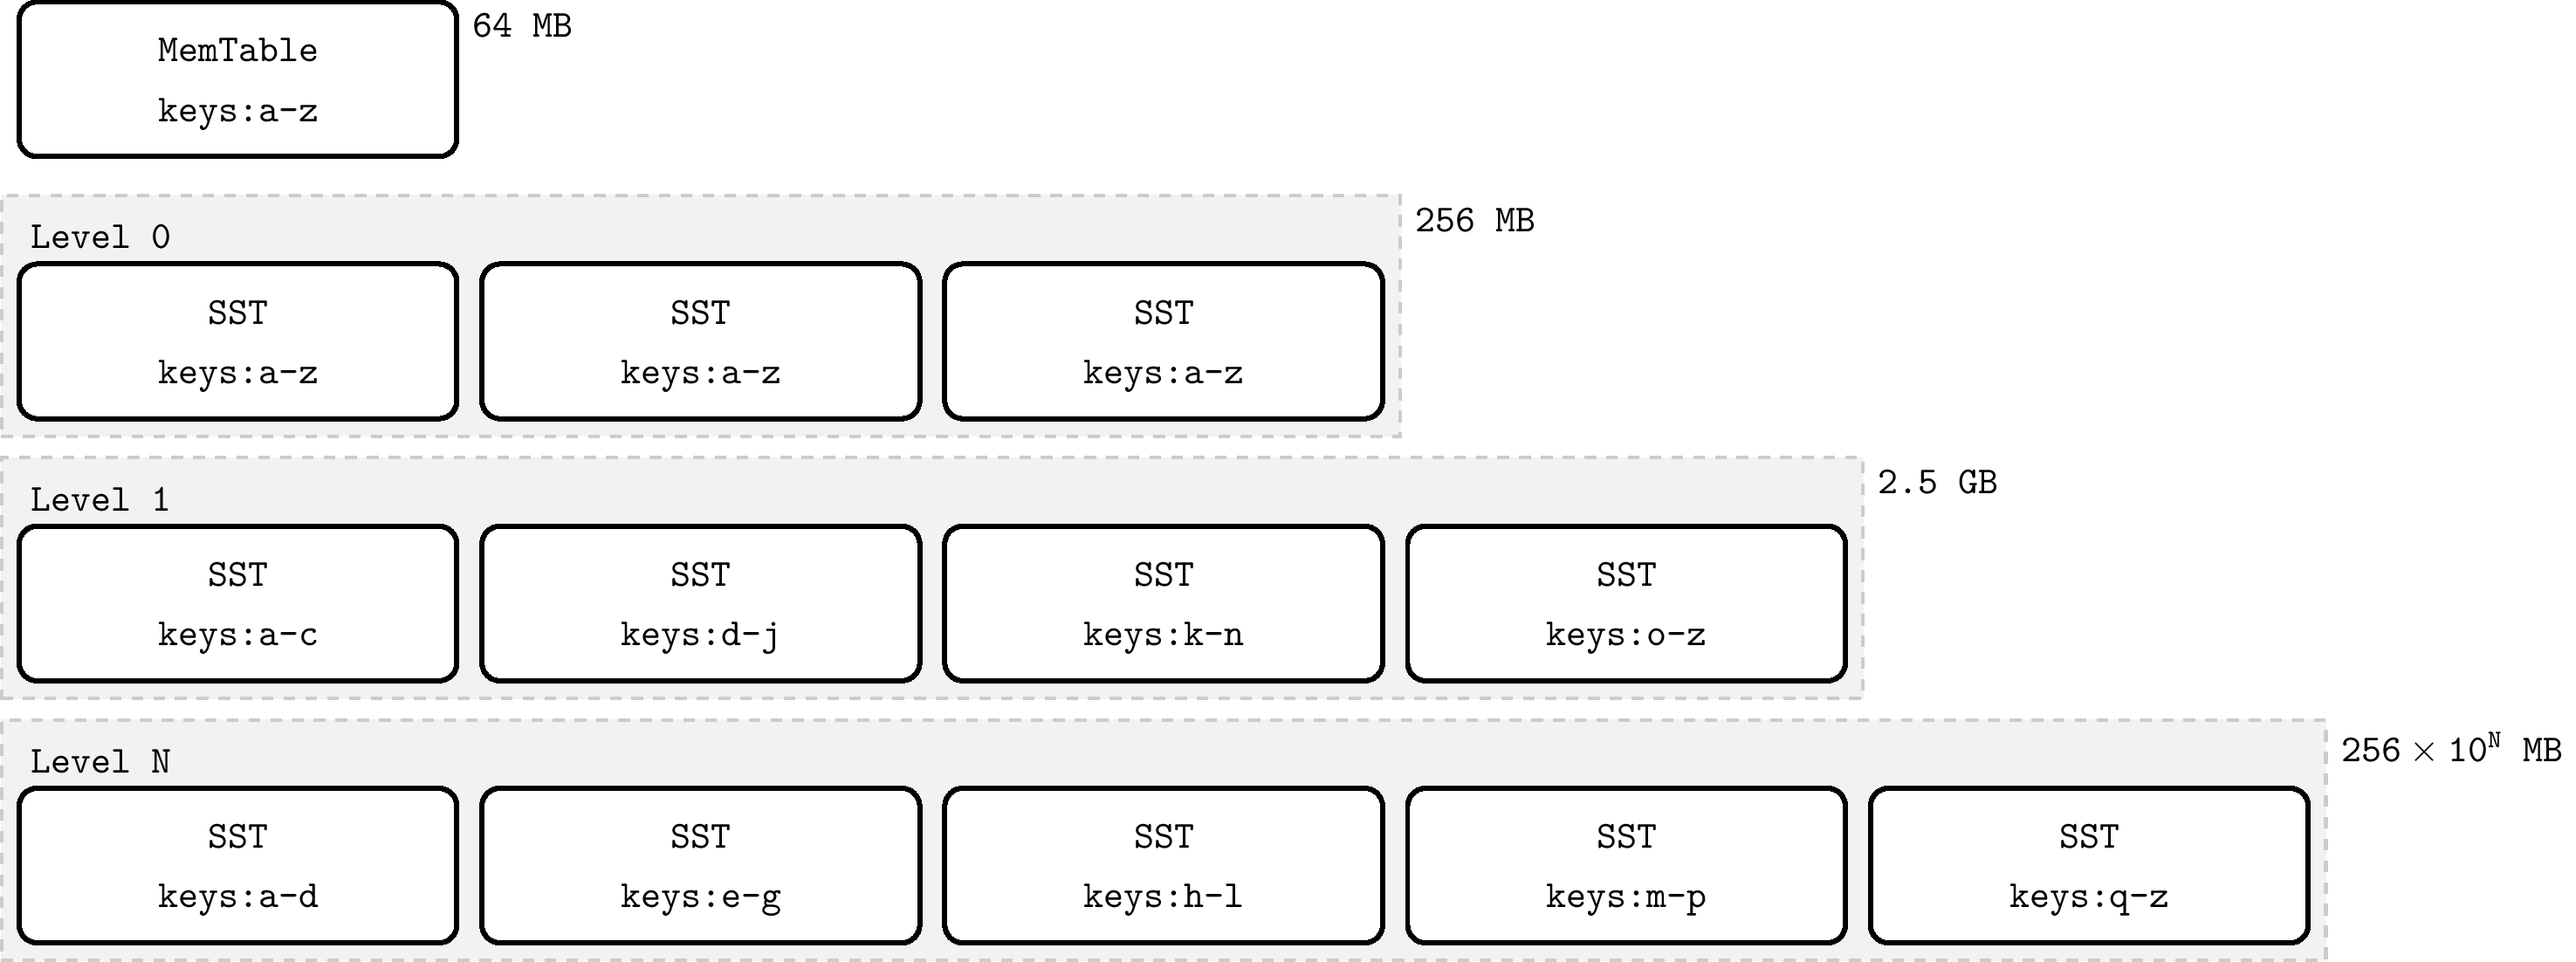 MemTable
keys:a-z
64 MB
Level 0
256 MB
SST
keys:a-z
SST
keys:a-z
SST
keys:a-z
Level 1
2.5 GB
SST
keys:a-c
SST
keys:d-j
SST
keys:k-n
SST
keys:o-z
Level N
256 × 10ᴺ MB
SST
keys:a-d
SST
keys:e-g
SST
keys:h-l
SST
keys:m-p
SST
keys:q-z